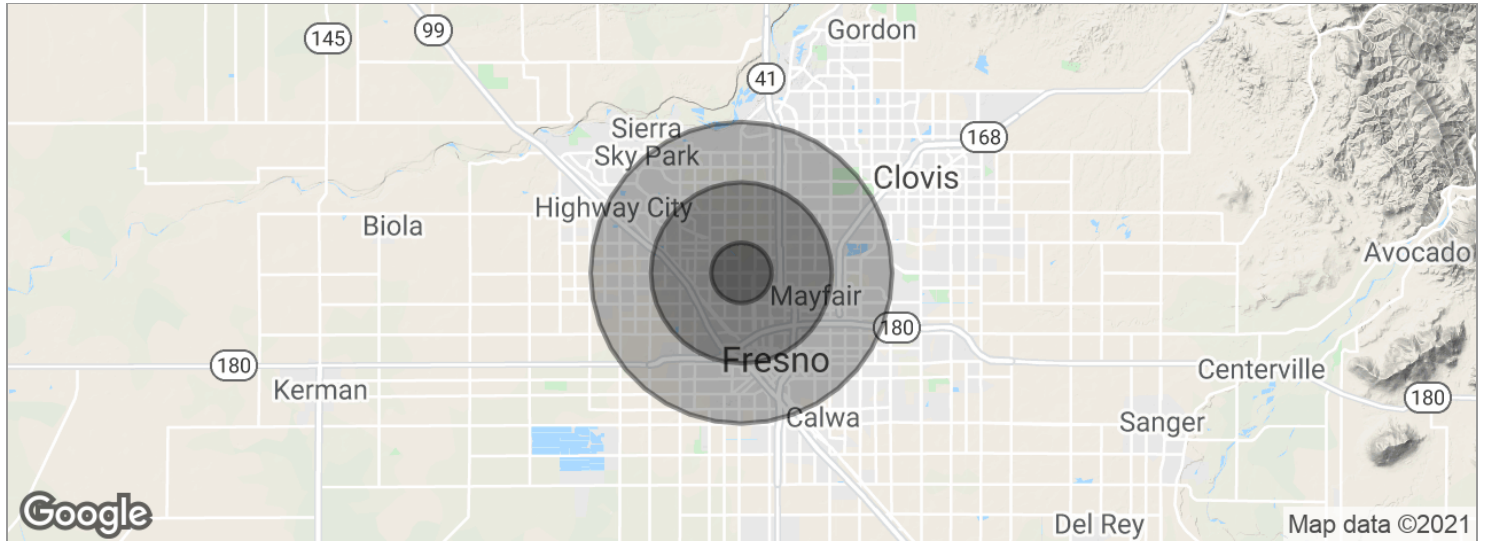 99
145
Gordon
41
Sierra
Sky Park
168
Clovis
Highway City
Biola
Avocado
Mayfair
180
Fresno
180
Centerville
Kerman
180
Calwa
Sanger
Google
Del Rey
Map data ©2021